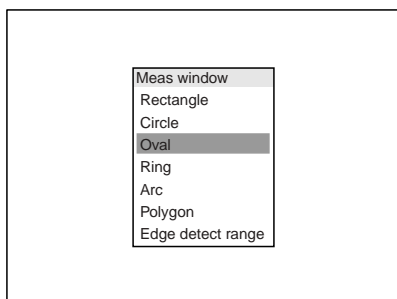 Meas window
Rectangle
Circle
Oval
Ring
Arc
Polygon
Edge detect range